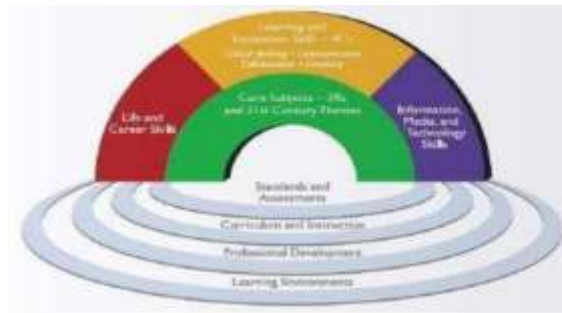 Learning and
Innovation Skills – 4Cs
Critical thinking • Communication
Collaboration • Creativity
Core Subjects – 3Rs
and 21st Century Themes
Life and
Career Skills
Information,
Media, and
Technology
Skills
Standards and
Assessments
Curriculum and Instruction
Professional Development
Learning Environments